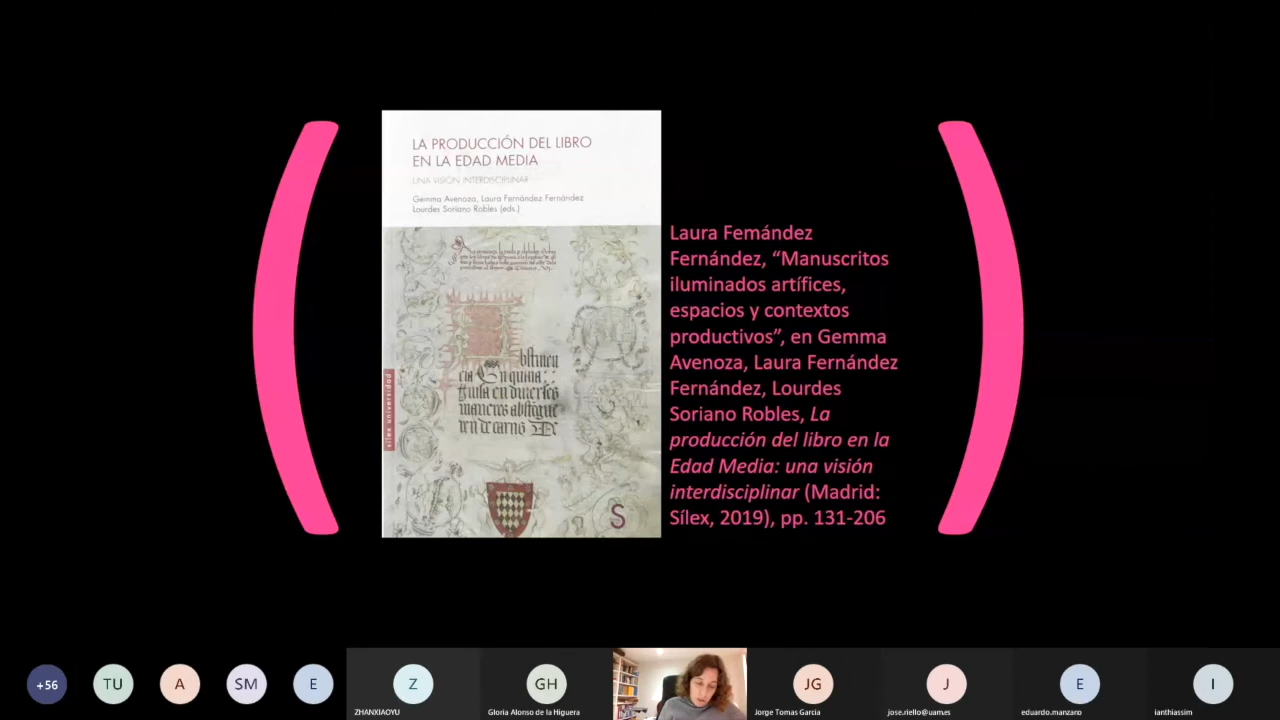 LA PRODUCCIÓN DEL LIBRO
EN LA EDAD MEDIA
UNA VISIÓN INTERDISCIPLINAR
Gemma Avenoza, Laura Fernández Fernández
Lourdes Soriano Robles (eds.)
sílex universidad
S
Laura Femández
Fernández, “Manuscritos
iluminados artífices,
espacios y contextos
productivos”, en Gemma
Avenoza, Laura Fernández
Fernández, Lourdes
Soriano Robles, La
producción del libro en la
Edad Media: una visión
interdisciplinar (Madrid:
Sílex, 2019), pp. 131-206
+56
TU
A
SM
E
Z
GH
JG
J
E
I
ZHANXIAOYU
Gloria Alonso de la Higuera
Jorge Tomas Garcia
jose.riello@uam.es
eduardo.manzano
ianthiassim